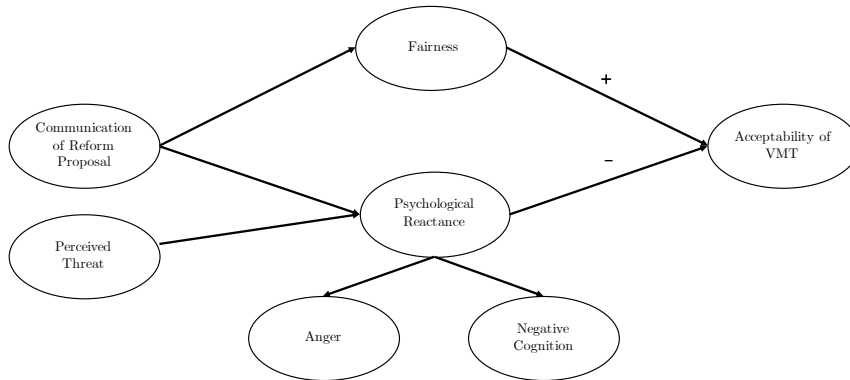 Fairness
+
Communication
of Reform
Proposal
Acceptability of
VMT
–
Psychological
Reactance
Perceived
Threat
Anger
Negative
Cognition